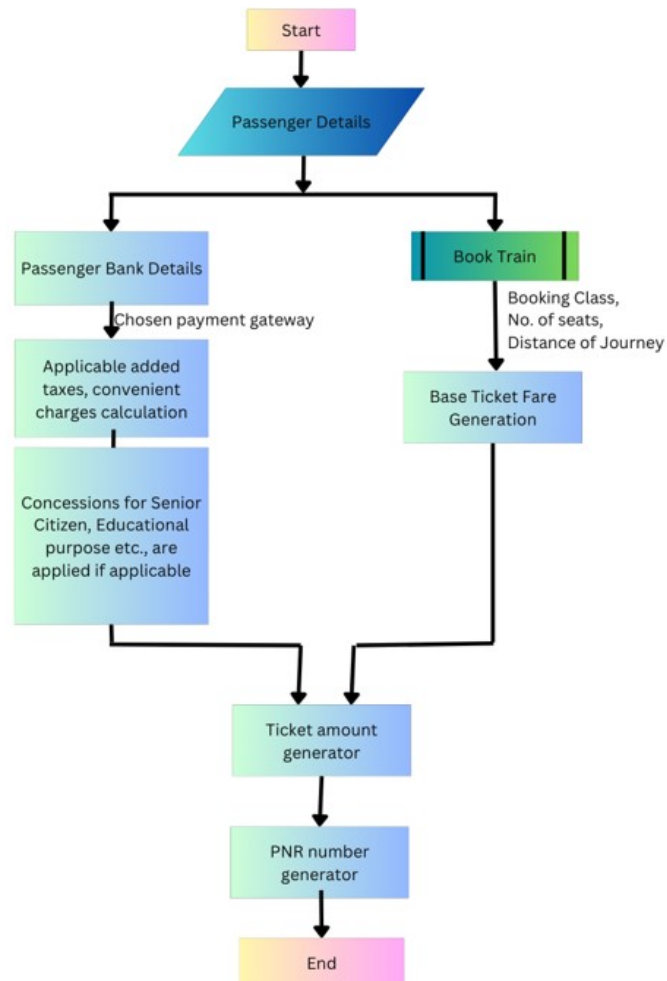 Start
Passenger Details
Passenger Bank Details
Book Train
Chosen payment gateway
Booking Class,
No. of seats,
Distance of Journey
Applicable added
taxes, convenient
charges calculation
Base Ticket Fare
Generation
Concessions for Senior
Citizen, Educational
purpose etc., are
applied if applicable
Ticket amount
generator
PNR number
generator
End